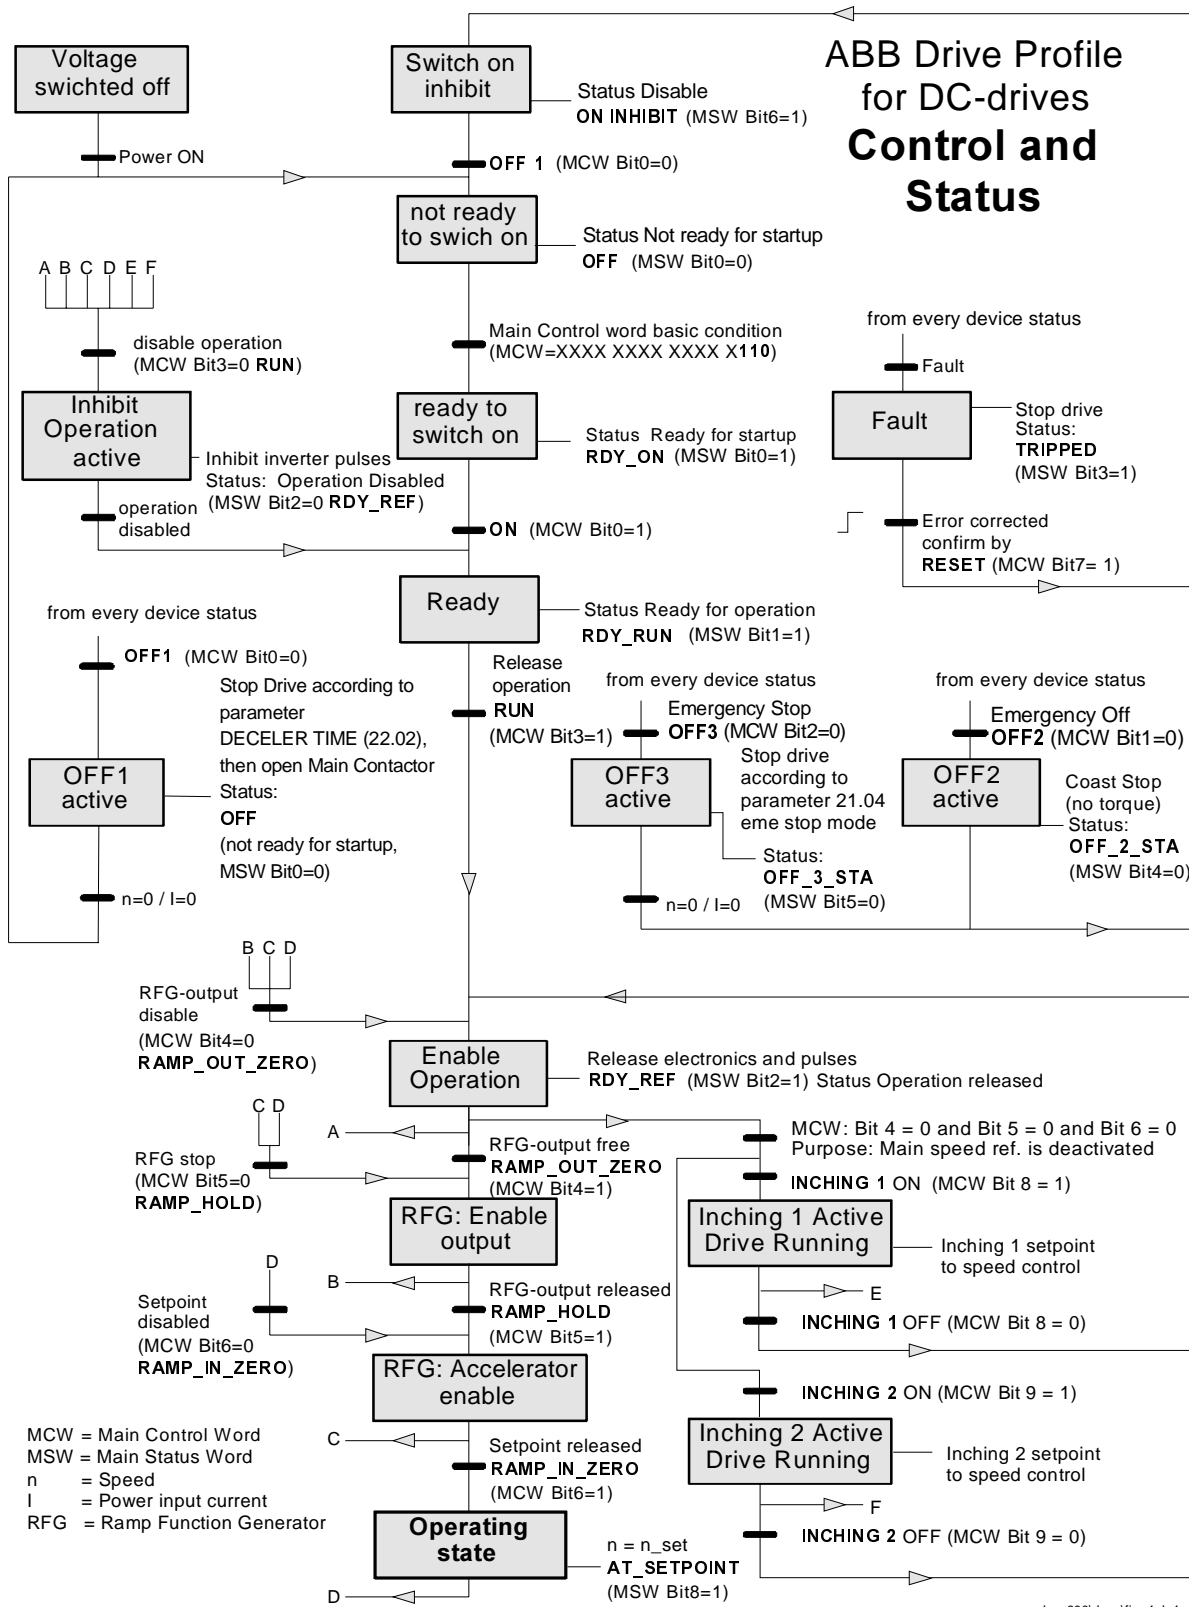 ABB Drive Profile
for DC-drives
Control and
Status
Voltage
swichted off
Power ON
Switch on
inhibit
Status Disable
ON INHIBIT (MSW Bit6=1)
OFF 1 (MCW Bit0=0)
not ready
to swich on
Status Not ready for startup
OFF (MSW Bit0=0)
A B C D E F
disable operation
(MCW Bit3=0 RUN)
Main Control word basic condition
(MCW=XXXX XXXX XXXX X110)
from every device status
Fault
Fault
Stop drive
Status:
TRIPPED
(MSW Bit3=1)
Inhibit
Operation
active
Inhibit inverter pulses
Status: Operation Disabled
(MSW Bit2=0 RDY_REF)
operation
disabled
ready to
switch on
Status Ready for startup
RDY_ON (MSW Bit0=1)
ON (MCW Bit0=1)
Error corrected
confirm by
RESET (MCW Bit7= 1)
Ready
Status Ready for operation
RDY_RUN (MSW Bit1=1)
from every device status
OFF1 (MCW Bit0=0)
Stop Drive according to
parameter
DECELER TIME (22.02),
then open Main Contactor
Status:
OFF
(not ready for startup,
MSW Bit0=0)
OFF1
active
n=0 / I=0
Release
operation
RUN
(MCW Bit3=1)
from every device status
Emergency Stop
OFF3 (MCW Bit2=0)
Stop drive
according to
parameter 21.04
eme stop mode
OFF3
active
Status:
OFF_3_STA
(MSW Bit5=0)
n=0 / I=0
from every device status
Emergency Off
OFF2 (MCW Bit1=0)
OFF2
active
Coast Stop
(no torque)
Status:
OFF_2_STA
(MSW Bit4=0)
B C D
RFG-output
disable
(MCW Bit4=0
RAMP_OUT_ZERO)
Enable
Operation
Release electronics and pulses
RDY_REF (MSW Bit2=1) Status Operation released
C D
A
RFG stop
(MCW Bit5=0
RAMP_HOLD)
RFG-output free
RAMP_OUT_ZERO
(MCW Bit4=1)
MCW: Bit 4 = 0 and Bit 5 = 0 and Bit 6 = 0
Purpose: Main speed ref. is deactivated
INCHING 1 ON (MCW Bit 8 = 1)
RFG: Enable
output
Inching 1 Active
Drive Running
Inching 1 setpoint
to speed control
D
B
E
Setpoint
disabled
(MCW Bit6=0
RAMP_IN_ZERO)
RFG-output released
RAMP_HOLD
(MCW Bit5=1)
INCHING 1 OFF (MCW Bit 8 = 0)
RFG: Accelerator
enable
INCHING 2 ON (MCW Bit 9 = 1)
Inching 2 Active
Drive Running
Inching 2 setpoint
to speed control
C
F
Setpoint released
RAMP_IN_ZERO
(MCW Bit6=1)
INCHING 2 OFF (MCW Bit 9 = 0)
MCW = Main Control Word
MSW = Main Status Word
n = Speed
I = Power input current
RFG = Ramp Function Generator
Operating
state
n = n_set
AT_SETPOINT
(MSW Bit8=1)
D